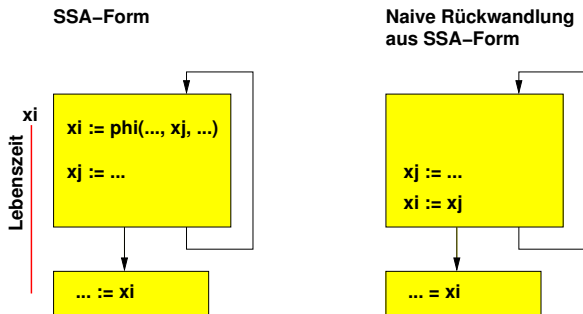 SSA–Form
xi
Lebenszeit
xi := phi(..., xj, ...)
xj := ...
... := xi
Naive Rückwandlung
aus SSA–Form
xj := ...
xi := xj
... = xi